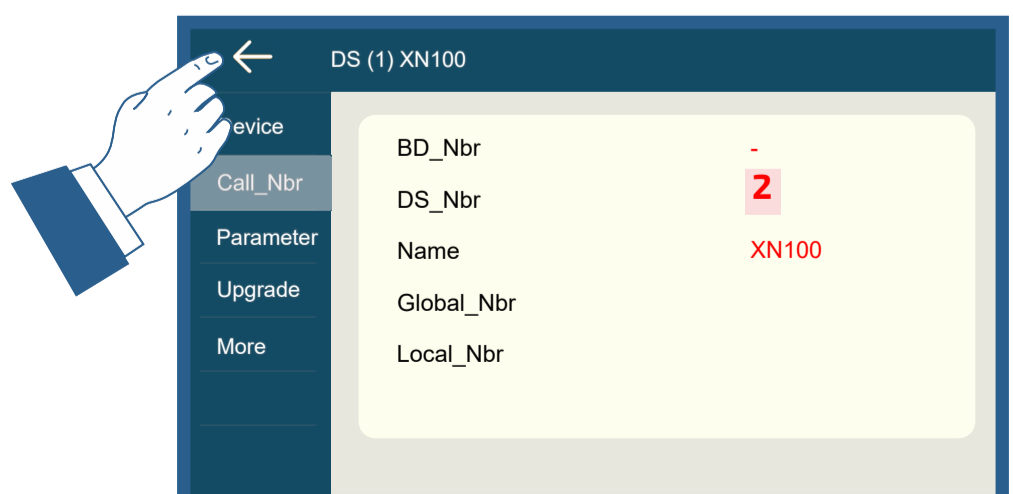 DS (1) XN100
evice
Call_Nbr
Parameter
Upgrade
More
BD_Nbr -
DS_Nbr 2
Name XN100
Global_Nbr
Local_Nbr